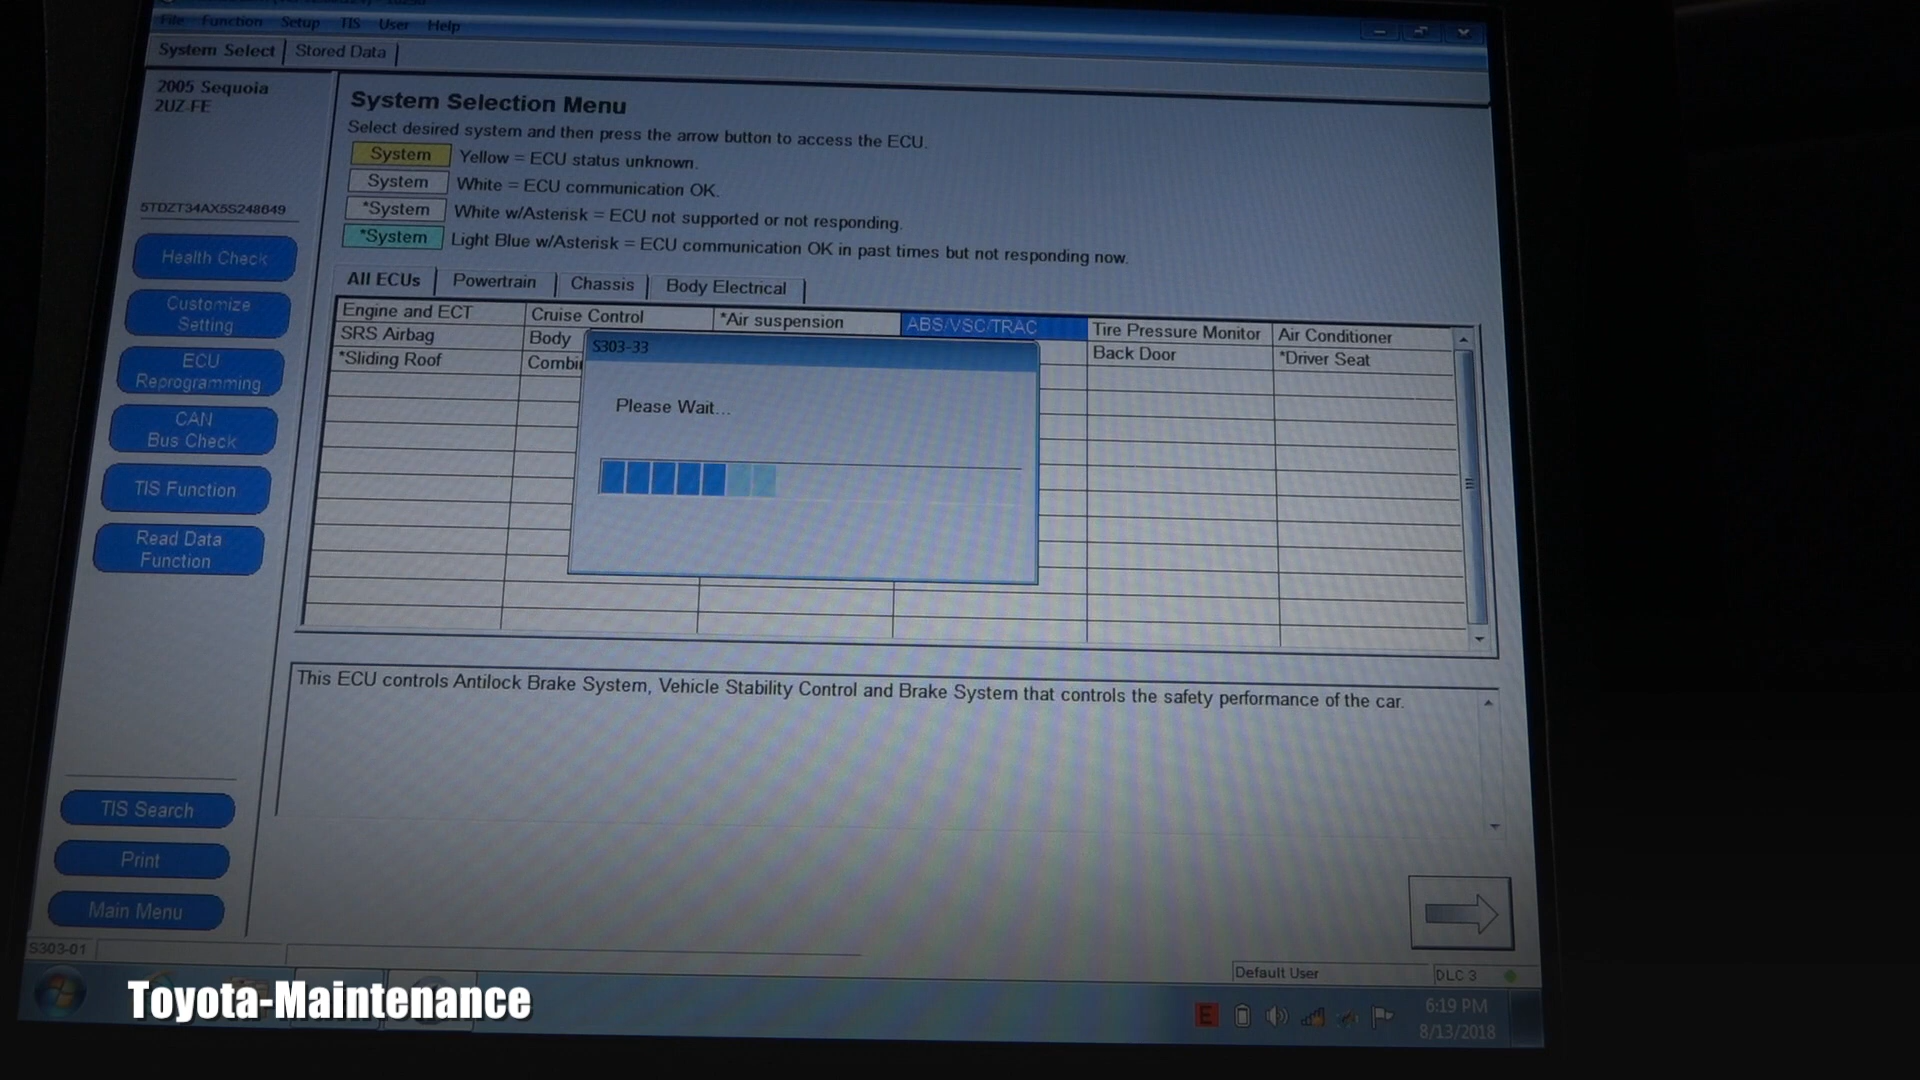 File Function Setup TIS User Help
System Select Stored Data
2005 Sequoia
2UZ-FE
5TDZT34AX5S248649
Health Check
Customize
Setting
ECU
Reprogramming
CAN
Bus Check
TIS Function
Read Data
Function
TIS Search
Print
Main Menu
System Selection Menu
Select desired system and then press the arrow button to access the ECU.
System Yellow = ECU status unknown.
System White = ECU communication OK.
*System White w/Asterisk = ECU not supported or not responding.
*System Light Blue w/Asterisk = ECU communication OK in past times but not responding now.
All ECUs Powertrain Chassis Body Electrical
Engine and ECT Cruise Control *Air suspension ABS/VSC/TRAC Tire Pressure Monitor Air Conditioner
SRS Airbag Body Back Door *Driver Seat
*Sliding Roof Combi
S303-33
Please Wait...
This ECU controls Antilock Brake System, Vehicle Stability Control and Brake System that controls the safety performance of the car.
S303-01
Default User DLC 3
E
6:19 PM
8/13/2018
Toyota-Maintenance